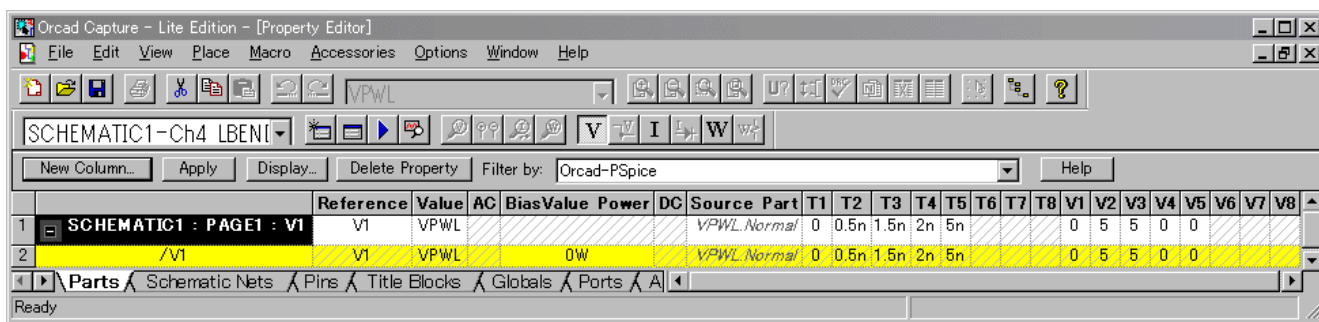 Orcad Capture - Lite Edition - [Property Editor]
File Edit View Place Macro Accessories Options Window Help
VPWL U?
SCHEMATIC1-Ch4 LBEN V I W
New Column... Apply Display... Delete Property Filter by: Orcad-PSpice Help
Reference Value AC BiasValue Power DC Source Part T1 T2 T3 T4 T5 T6 T7 T8 V1 V2 V3 V4 V5 V6 V7 V8
1 SCHEMATIC1 : PAGE1 : V1 V1 VPWL VPWL.Normal 0 0.5n 1.5n 2n 5n 0 5 5 0 0
2 /V1 V1 VPWL 0W VPWL.Normal 0 0.5n 1.5n 2n 5n 0 5 5 0 0
Parts Schematic Nets Pins Title Blocks Globals Ports A
Ready